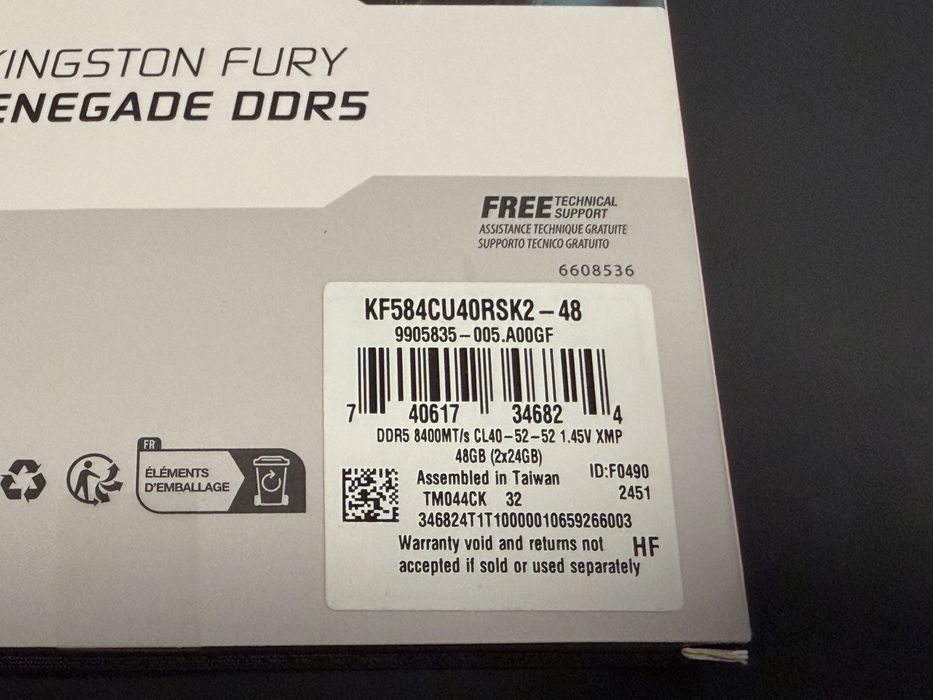 KINGSTON FURY
RENEGADE DDR5
FREE TECHNICAL SUPPORT
ASSISTANCE TECHNIQUE GRATUITE
SUPPORTO TECNICO GRATUITO
6608536
KF584CU40RSK2-48
9905835-005.A00GF
7 40617 34682 4
DDR5 8400MT/s CL40-52-52 1.45V XMP
48GB (2x24GB)
Assembled in Taiwan ID:F0490
TM044CK 32 2451
346824T1T10000010659266003
Warranty void and returns not HF
accepted if sold or used separately
FR
ÉLÉMENTS
D'EMBALLAGE